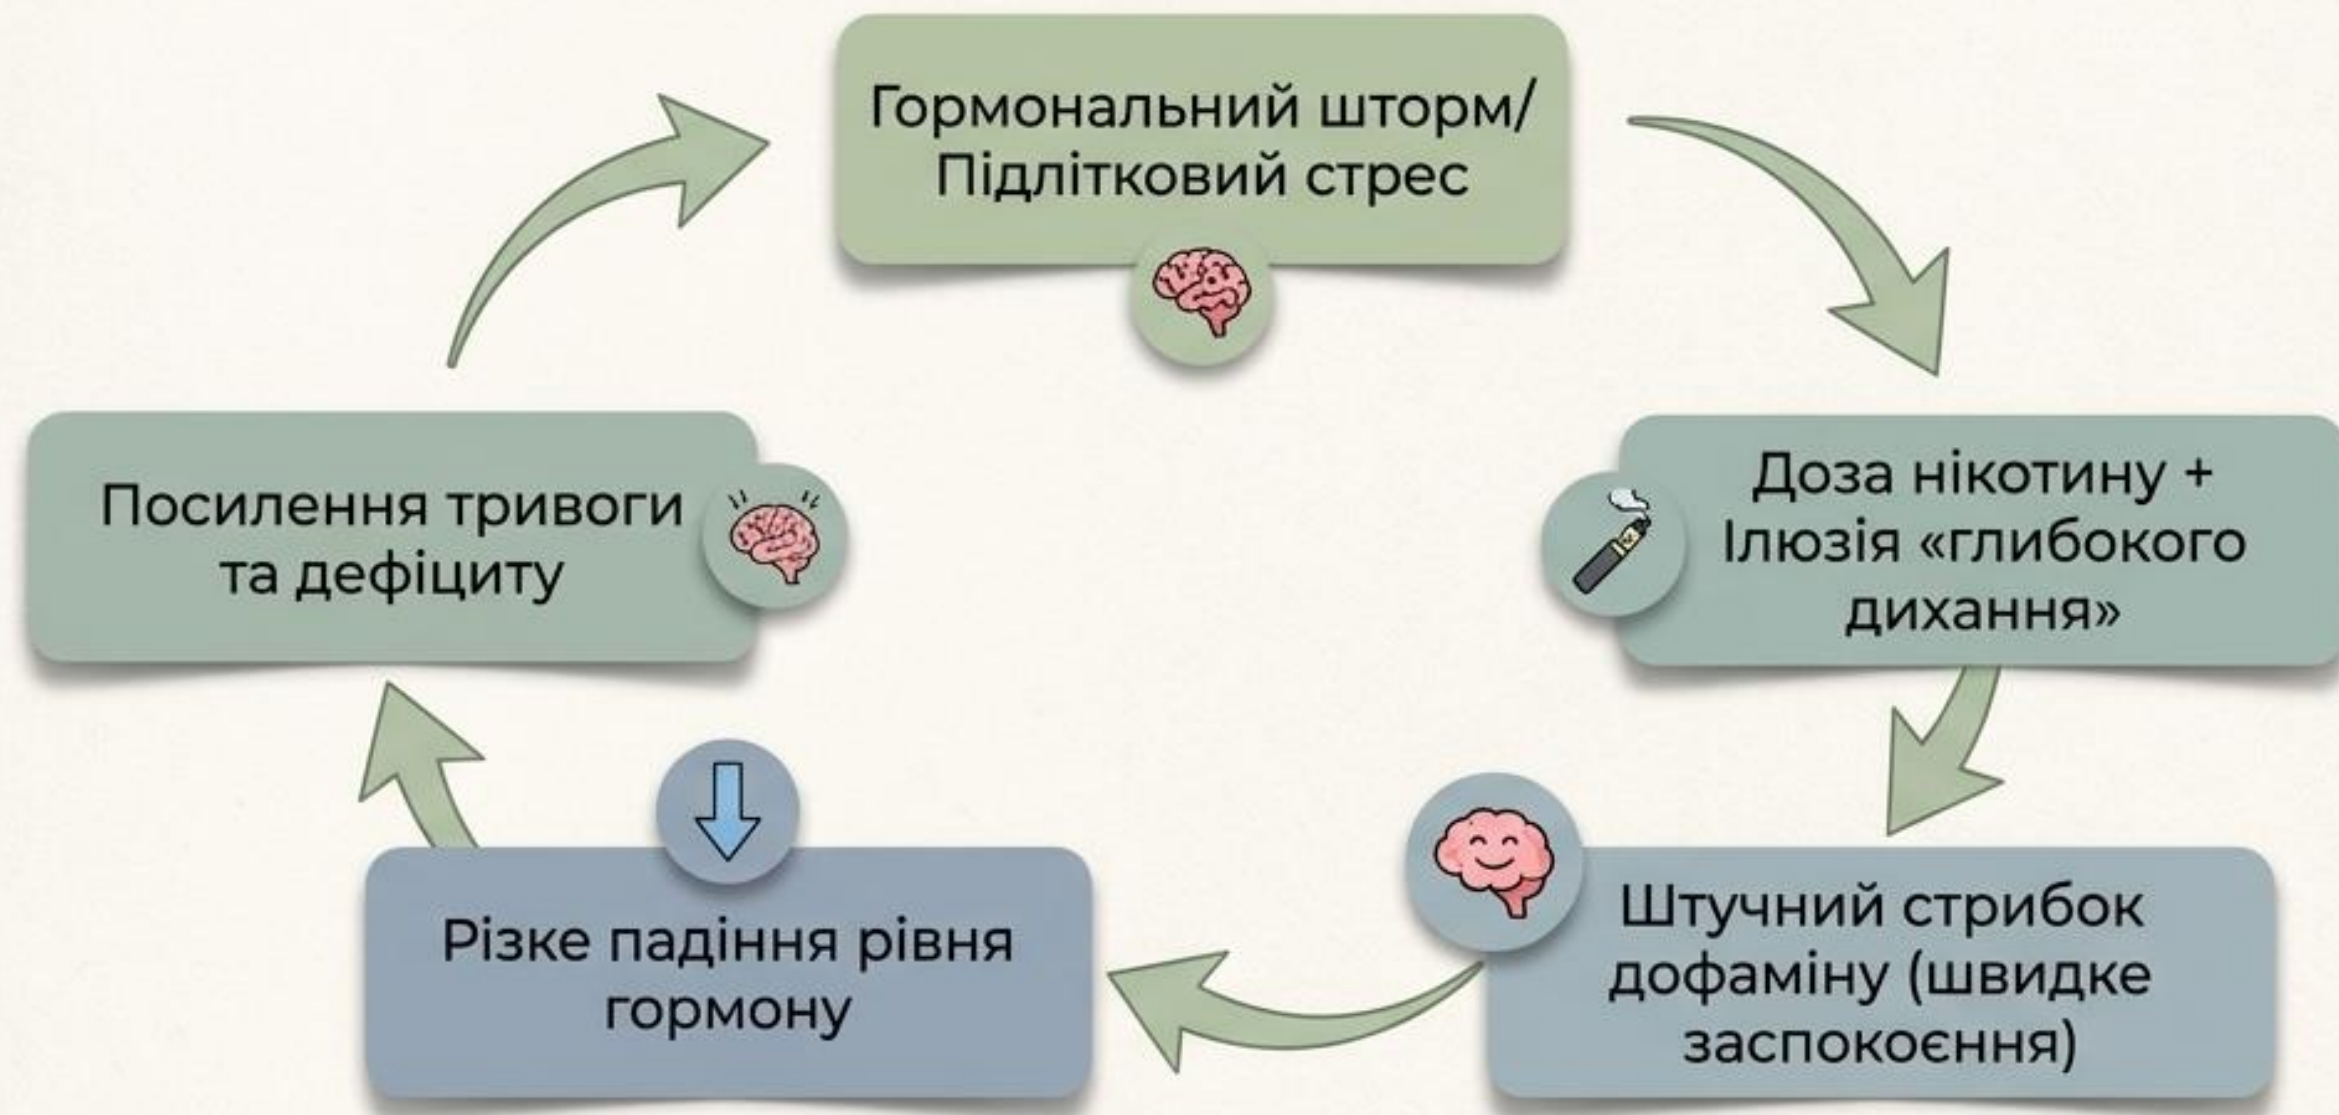 Гормональний шторм/
Підлітковий стрес
Доза нікотину +
Ілюзія «глибокого
дихання»
Штучний стрибок
дофаміну (швидке
заспокоєння)
Різке падіння рівня
гормону
Посилення тривоги
та дефіциту